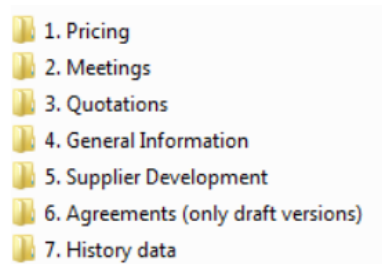 1. Pricing
2. Meetings
3. Quotations
4. General Information
5. Supplier Development
6. Agreements (only draft versions)
7. History data